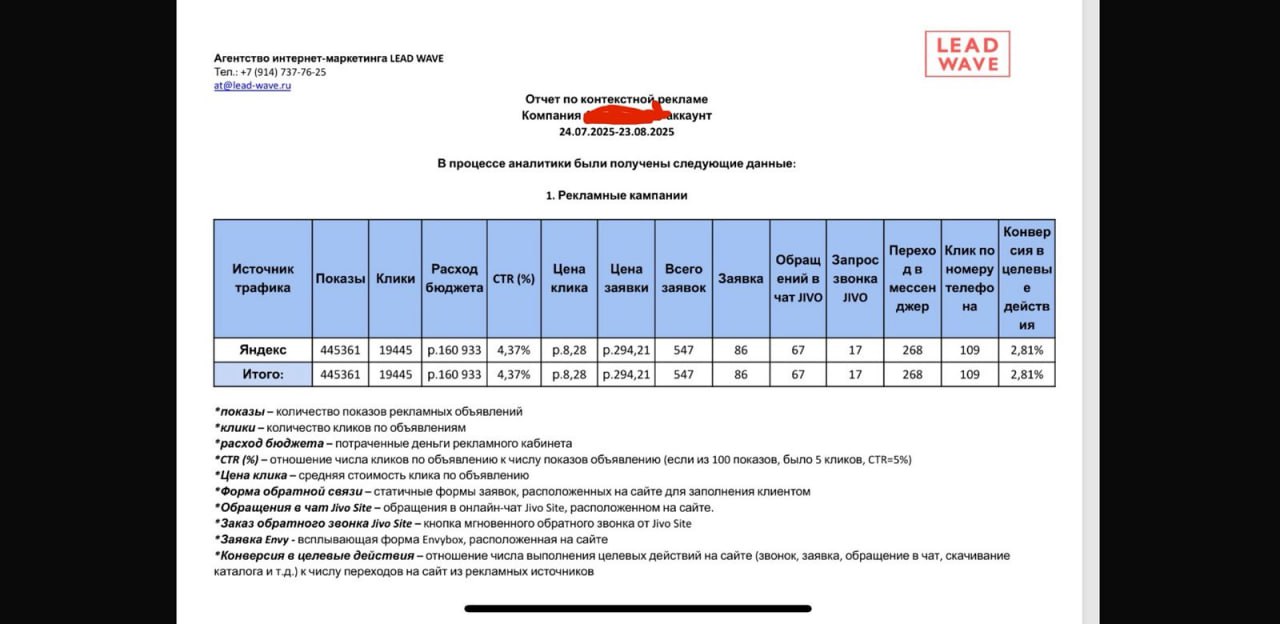 LEAD
WAVE
Агентство интернет-маркетинга LEAD WAVE
Тел.: +7 (914) 737-76-25
at@lead-wave.ru
Отчет по контекстной рекламе
Компания аккаунт
24.07.2025-23.08.2025
В процессе аналитики были получены следующие данные:
1. Рекламные кампании
Источник трафика Показы Клики Расход бюджета CTR (%) Цена клика Цена заявки Всего заявок Заявка Обращений в чат JIVO Запрос звонка JIVO Переход в мессенджер Клик по номеру телефона Конверсия в целевые действия
Яндекс 445361 19445 р.160 933 4,37% р.8,28 р.294,21 547 86 67 17 268 109 2,81%
Итого: 445361 19445 р.160 933 4,37% р.8,28 р.294,21 547 86 67 17 268 109 2,81%
*показы – количество показов рекламных объявлений
*клики – количество кликов по объявлениям
*расход бюджета – потраченные деньги рекламного кабинета
*CTR (%) – отношение числа кликов по объявлению к числу показов объявления (если из 100 показов, было 5 кликов, CTR=5%)
*Цена клика – средняя стоимость клика по объявлению
*Форма обратной связи – статичные формы заявок, расположенных на сайте для заполнения клиентом
*Обращения в чат Jivo Site – обращения в онлайн-чат Jivo Site, расположенном на сайте.
*Заказ обратного звонка Jivo Site – кнопка мгновенного обратного звонка от Jivo Site
*Заявка Envy - всплывающая форма Envybox, расположенная на сайте
*Конверсия в целевые действия – отношение числа выполнения целевых действий на сайте (звонок, заявка, обращение в чат, скачивание
каталога и т.д.) к числу переходов на сайт из рекламных источников